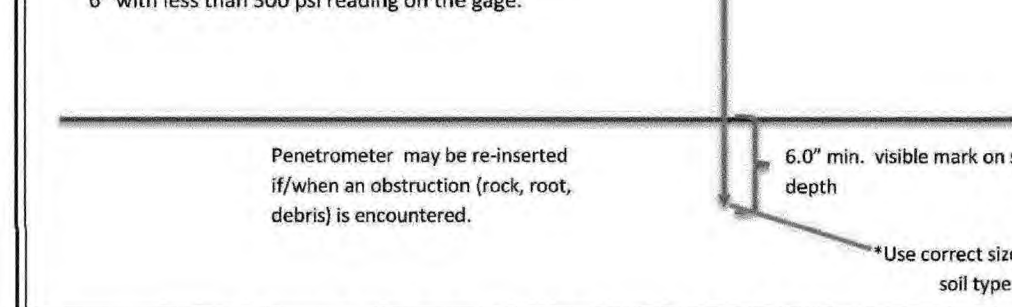 6" with less than 300 psi reading on the gage.
Penetrometer may be re-inserted
if/when an obstruction (rock, root,
debris) is encountered.
6.0" min. visible mark on
depth
*Use correct size
soil type